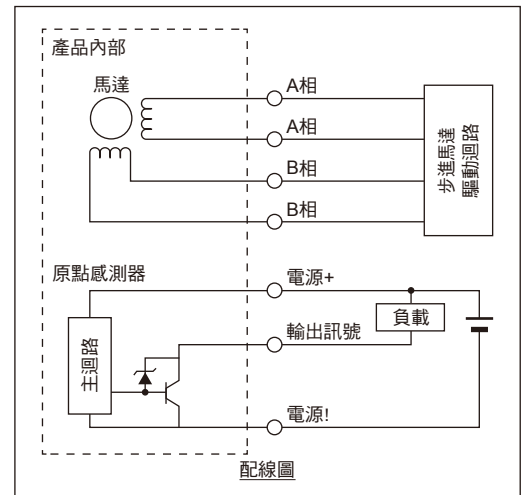 產品內部
馬達
A相
A相
B相
B相
步進馬達
驅動迴路
原點感測器
電源+
負載
輸出訊號
主迴路
電源!
配線圖